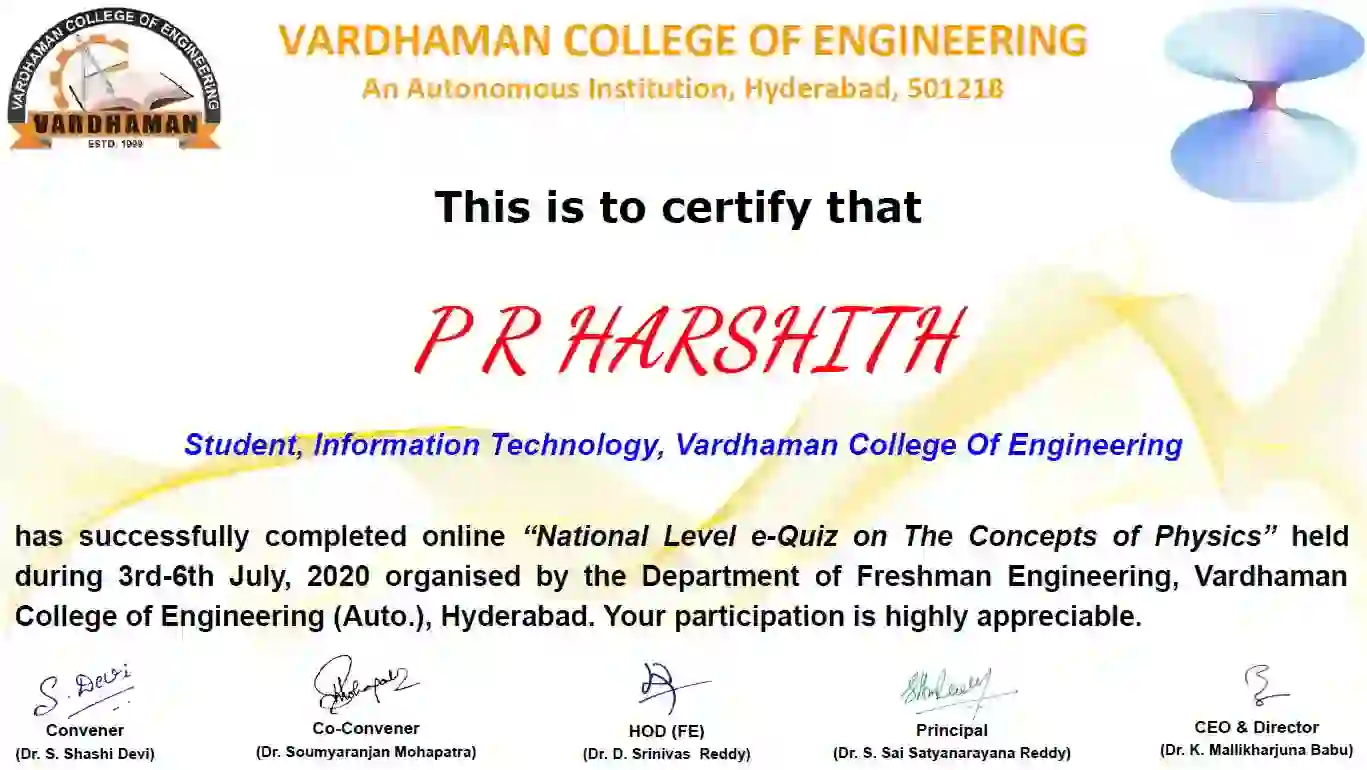 VARDHAMAN COLLEGE OF ENGINEERING
VARDHAMAN
ESTD. 1999
VARDHAMAN COLLEGE OF ENGINEERING
An Autonomous Institution, Hyderabad, 501218
This is to certify that
P R HARSHITH
Student, Information Technology, Vardhaman College Of Engineering
has successfully completed online “National Level e-Quiz on The Concepts of Physics” held
during 3rd-6th July, 2020 organised by the Department of Freshman Engineering, Vardhaman
College of Engineering (Auto.), Hyderabad. Your participation is highly appreciable.
S. Devi
Convener
(Dr. S. Shashi Devi)
Co-Convener
(Dr. Soumyaranjan Mohapatra)
HOD (FE)
(Dr. D. Srinivas Reddy)
Principal
(Dr. S. Sai Satyanarayana Reddy)
CEO & Director
(Dr. K. Mallikharjuna Babu)